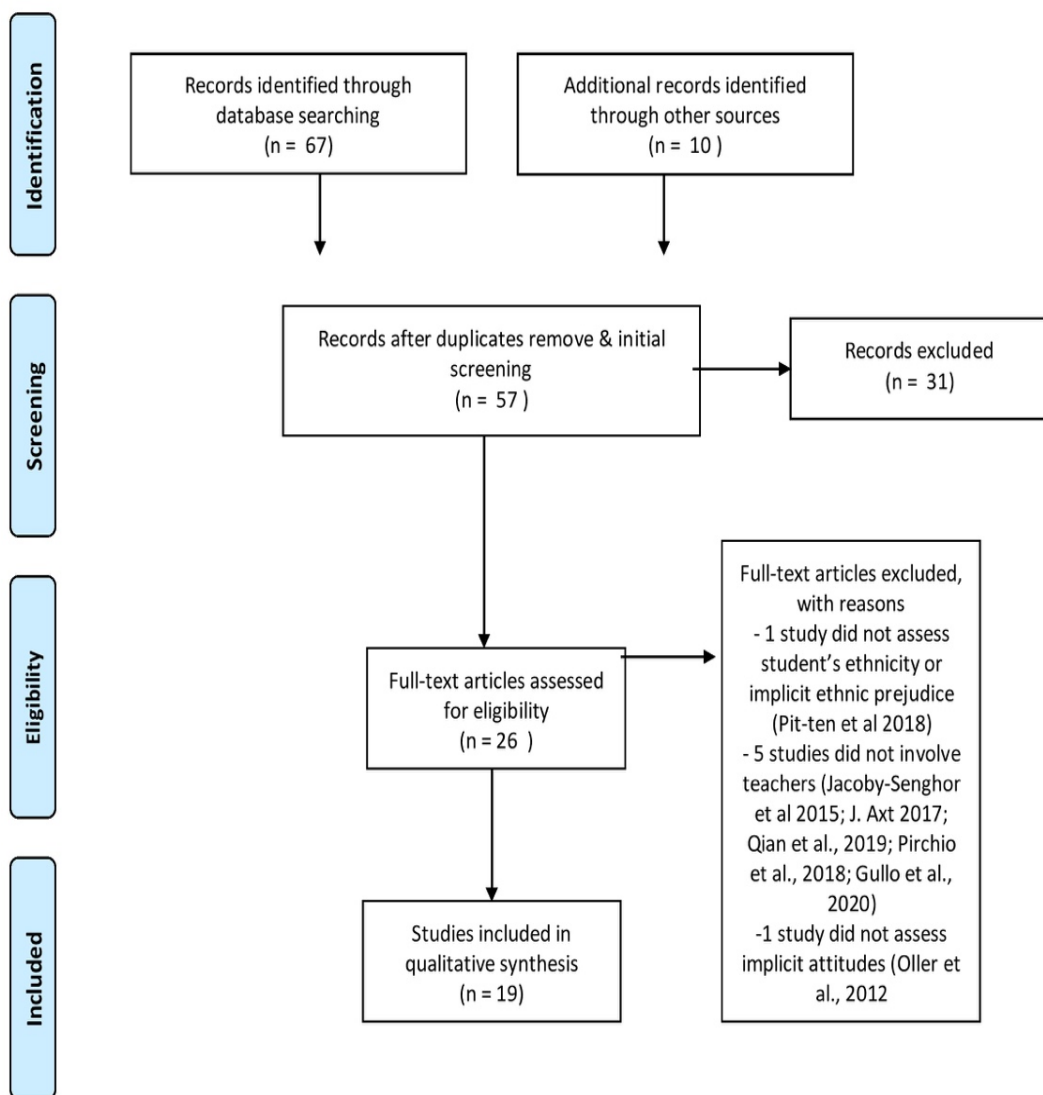 Identification
Records identified through
database searching
(n = 67)
Additional records identified
through other sources
(n = 10 )
Screening
Records after duplicates remove & initial
screening
(n = 57 )
Records excluded
(n = 31)
Eligibility
Full-text articles assessed
for eligibility
(n = 26 )
Full-text articles excluded,
with reasons
- 1 study did not assess
student’s ethnicity or
implicit ethnic prejudice
(Pit-ten et al 2018)
- 5 studies did not involve
teachers (Jacoby-Senghor
et al 2015; J. Axt 2017;
Qian et al., 2019; Pirchio
et al., 2018; Gullo et al.,
2020)
-1 study did not assess
implicit attitudes (Oller et
al., 2012
Included
Studies included in
qualitative synthesis
(n = 19)